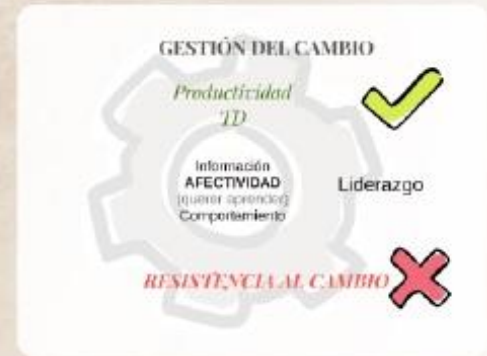 GESTIÓN DEL CAMBIO
Productividad
TD
Información
AFECTIVIDAD
(querer aprender)
Comportamiento
Liderazgo
RESISTENCIA AL CAMBIO